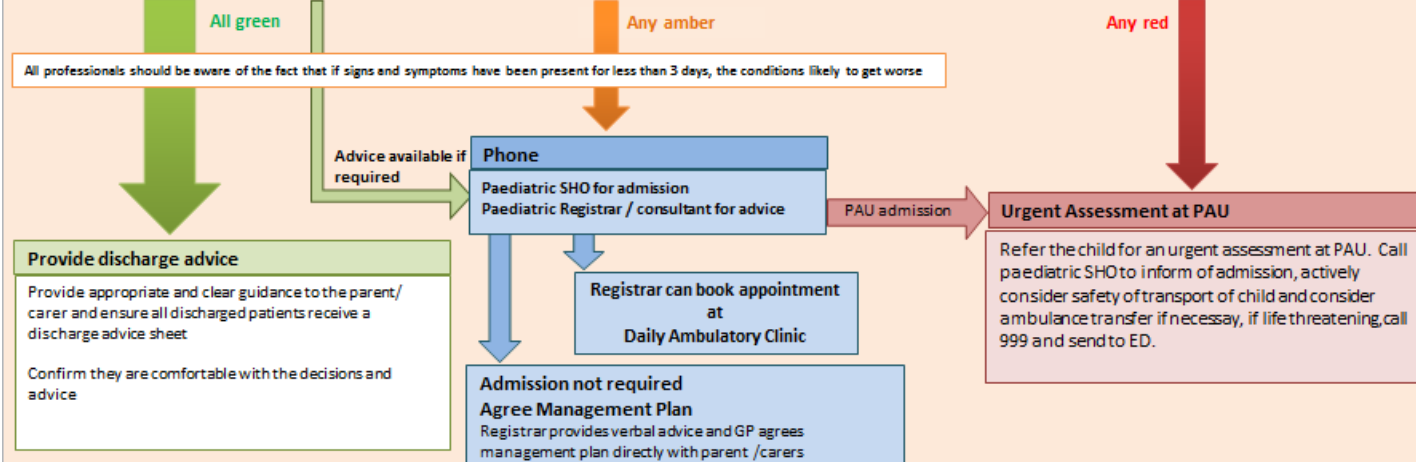 All green
Any amber
Any red
All professionals should be aware of the fact that if signs and symptoms have been present for less than 3 days, the conditions likely to get worse
Advice available if
required
Phone
Paediatric SHO for admission
Paediatric Registrar / consultant for advice
PAU admission
Urgent Assessment at PAU
Refer the child for an urgent assessment at PAU. Call
paediatric SHO to inform of admission, actively
consider safety of transport of child and consider
ambulance transfer if necessay, if life threatening,call
999 and send to ED.
Provide discharge advice
Provide appropriate and clear guidance to the parent/
carer and ensure all discharged patients receive a
discharge advice sheet
Confirm they are comfortable with the decisions and
advice
Registrar can book appointment
at
Daily Ambulatory Clinic
Admission not required
Agree Management Plan
Registrar provides verbal advice and GP agrees
management plan directly with parent /carers